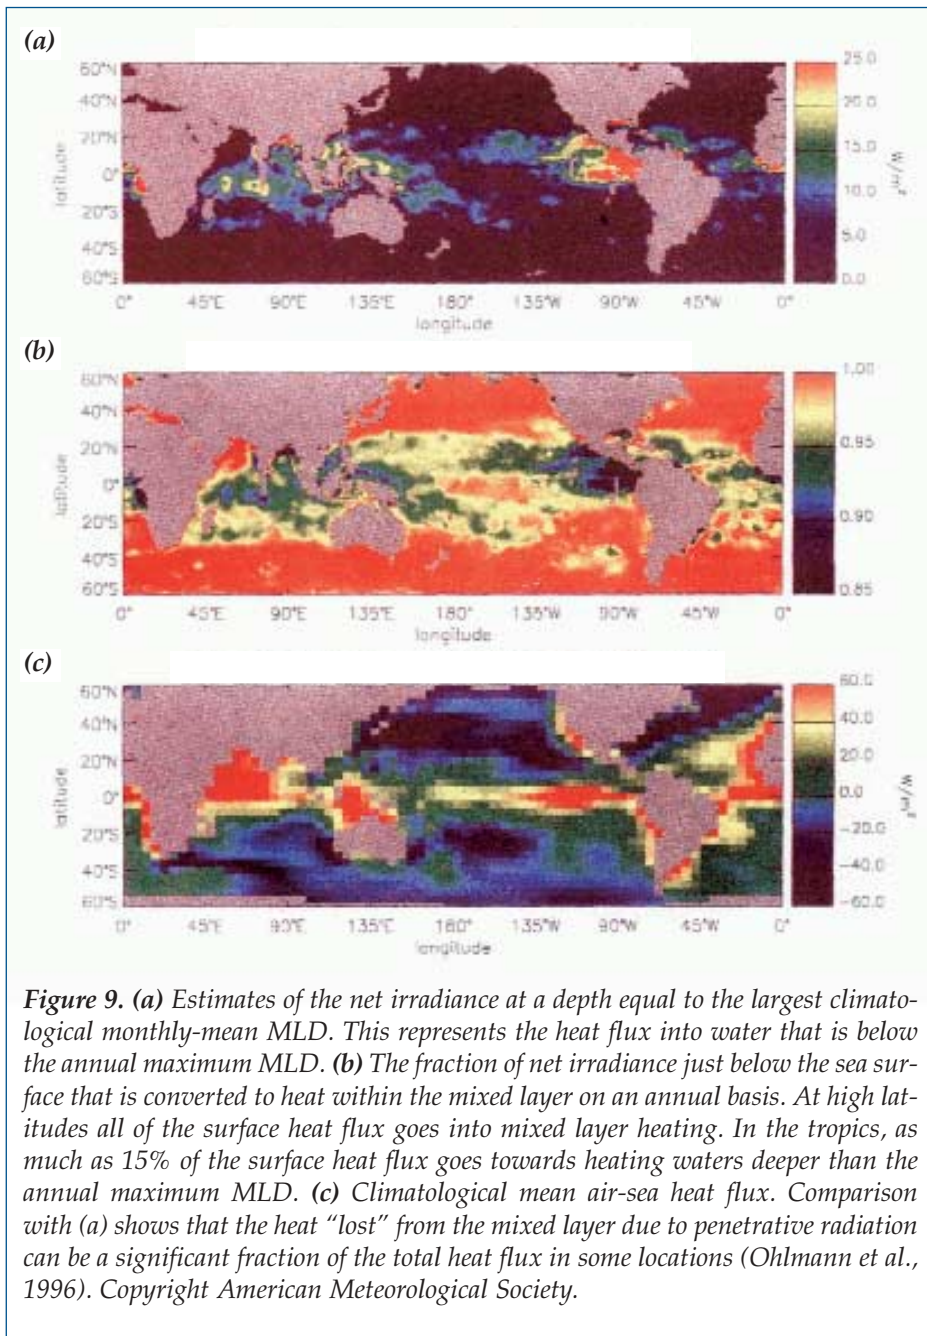 (a)
60°N
40°N
20°N
0°
20°S
40°S
60°S
latitude
0°
45°E
90°E
135°E
180°
135°W
90°W
45°W
0°
longitude
25.0
20.0
15.0
10.0
5.0
0.0
W/m²
(b)
60°N
40°N
20°N
0°
20°S
40°S
60°S
latitude
0°
45°E
90°E
135°E
180°
135°W
90°W
45°W
0°
longitude
1.00
0.95
0.90
0.85
(c)
60°N
40°N
20°N
0°
20°S
40°S
60°S
latitude
0°
45°E
90°E
135°E
180°
135°W
90°W
45°W
0°
longitude
60.0
40.0
20.0
0.0
-20.0
-40.0
-60.0
W/m²
Figure 9. (a) Estimates of the net irradiance at a depth equal to the largest climato-
logical monthly-mean MLD. This represents the heat flux into water that is below
the annual maximum MLD. (b) The fraction of net irradiance just below the sea sur-
face that is converted to heat within the mixed layer on an annual basis. At high lat-
itudes all of the surface heat flux goes into mixed layer heating. In the tropics, as
much as 15% of the surface heat flux goes towards heating waters deeper than the
annual maximum MLD. (c) Climatological mean air-sea heat flux. Comparison
with (a) shows that the heat “lost” from the mixed layer due to penetrative radiation
can be a significant fraction of the total heat flux in some locations (Ohlmann et al.,
1996). Copyright American Meteorological Society.